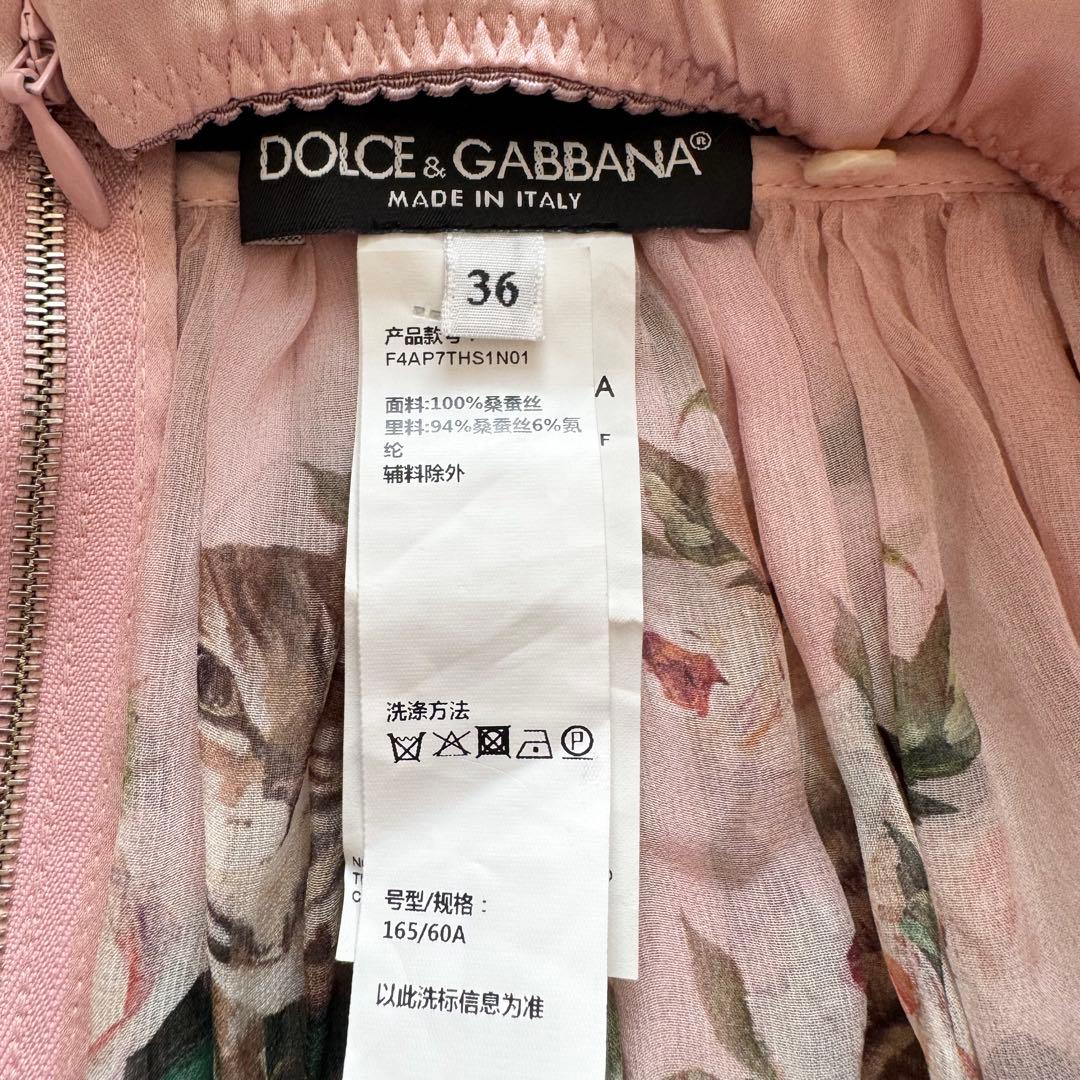 DOLCE & GABBANA®
MADE IN ITALY
36
产品款号:
F4AP7THS1N01
A
面料:100%桑蚕丝
里料:94%桑蚕丝6%氨
纶
F
辅料除外
洗涤方法
P
号型/规格:
165/60A
以此洗标信息为准